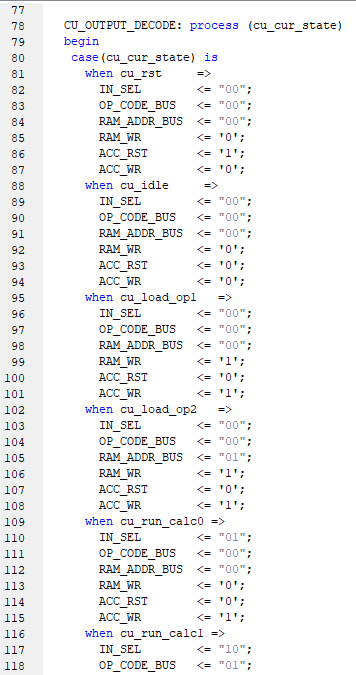 77
78 CU_OUTPUT_DECODE: process (cu_cur_state)
79 begin
80 case(cu_cur_state) is
81 when cu_rst =>
82 IN_SEL <= "00";
83 OP_CODE_BUS <= "00";
84 RAM_ADDR_BUS <= "00";
85 RAM_WR <= '0';
86 ACC_RST <= '1';
87 ACC_WR <= '0';
88 when cu_idle =>
89 IN_SEL <= "00";
90 OP_CODE_BUS <= "00";
91 RAM_ADDR_BUS <= "00";
92 RAM_WR <= '0';
93 ACC_RST <= '0';
94 ACC_WR <= '0';
95 when cu_load_op1 =>
96 IN_SEL <= "00";
97 OP_CODE_BUS <= "00";
98 RAM_ADDR_BUS <= "00";
99 RAM_WR <= '1';
100 ACC_RST <= '0';
101 ACC_WR <= '1';
102 when cu_load_op2 =>
103 IN_SEL <= "00";
104 OP_CODE_BUS <= "00";
105 RAM_ADDR_BUS <= "01";
106 RAM_WR <= '1';
107 ACC_RST <= '0';
108 ACC_WR <= '1';
109 when cu_run_calc0 =>
110 IN_SEL <= "01";
111 OP_CODE_BUS <= "00";
112 RAM_ADDR_BUS <= "00";
113 RAM_WR <= '0';
114 ACC_RST <= '0';
115 ACC_WR <= '1';
116 when cu_run_calc1 =>
117 IN_SEL <= "10";
118 OP_CODE_BUS <= "01";